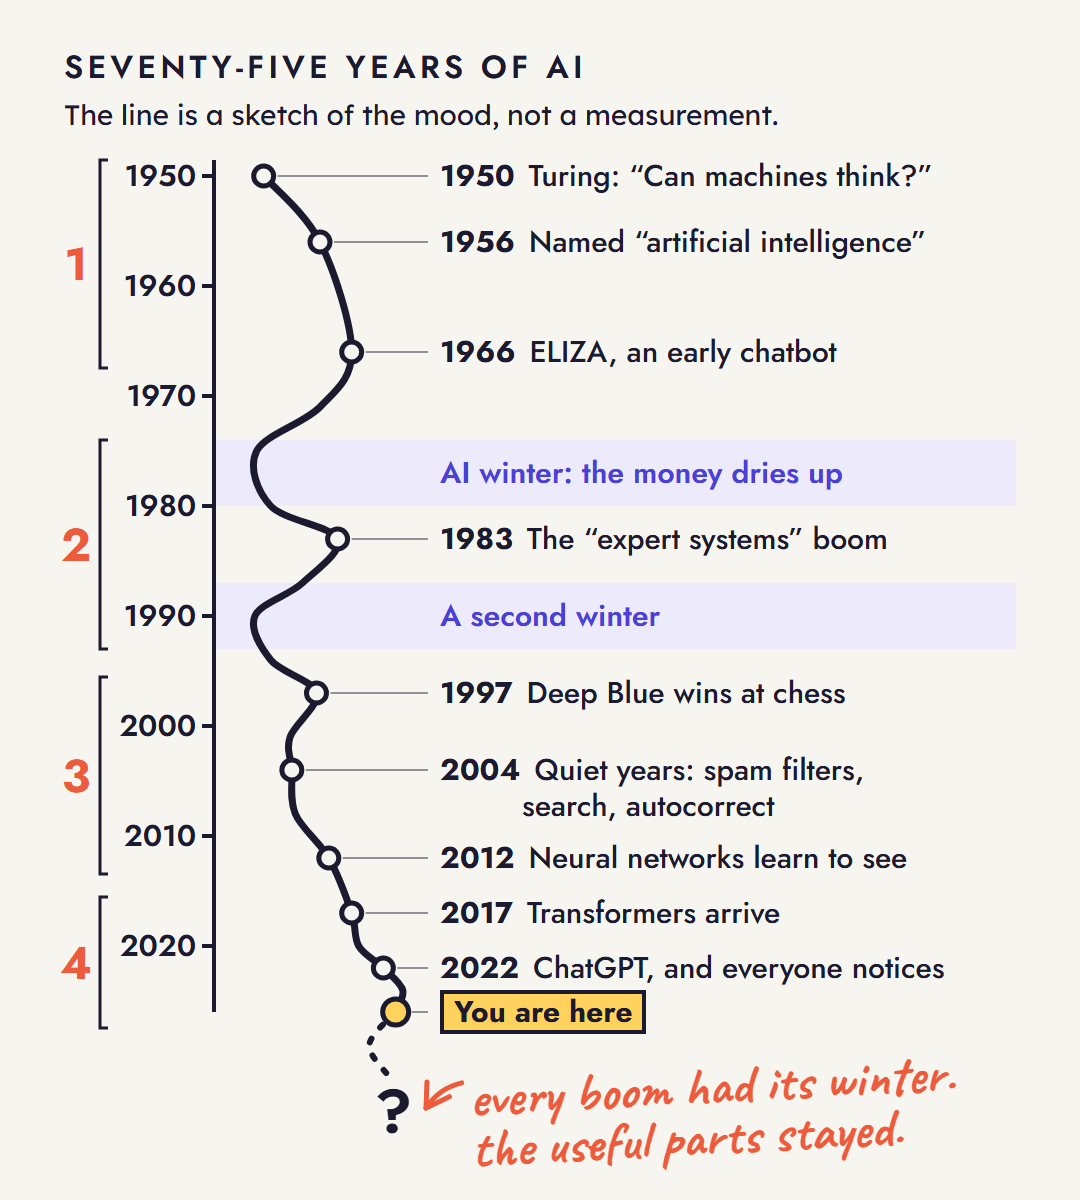 SEVENTY-FIVE YEARS OF AI
The line is a sketch of the mood, not a measurement.
1950
1950 Turing: “Can machines think?”
1956 Named “artificial intelligence”
1
1960
1966 ELIZA, an early chatbot
1970
AI winter: the money dries up
1980
1983 The “expert systems” boom
2
1990
A second winter
1997 Deep Blue wins at chess
2000
2004 Quiet years: spam filters,
search, autocorrect
3
2010
2012 Neural networks learn to see
2017 Transformers arrive
2020
4
2022 ChatGPT, and everyone notices
You are here
?
every boom had its winter.
the useful parts stayed.